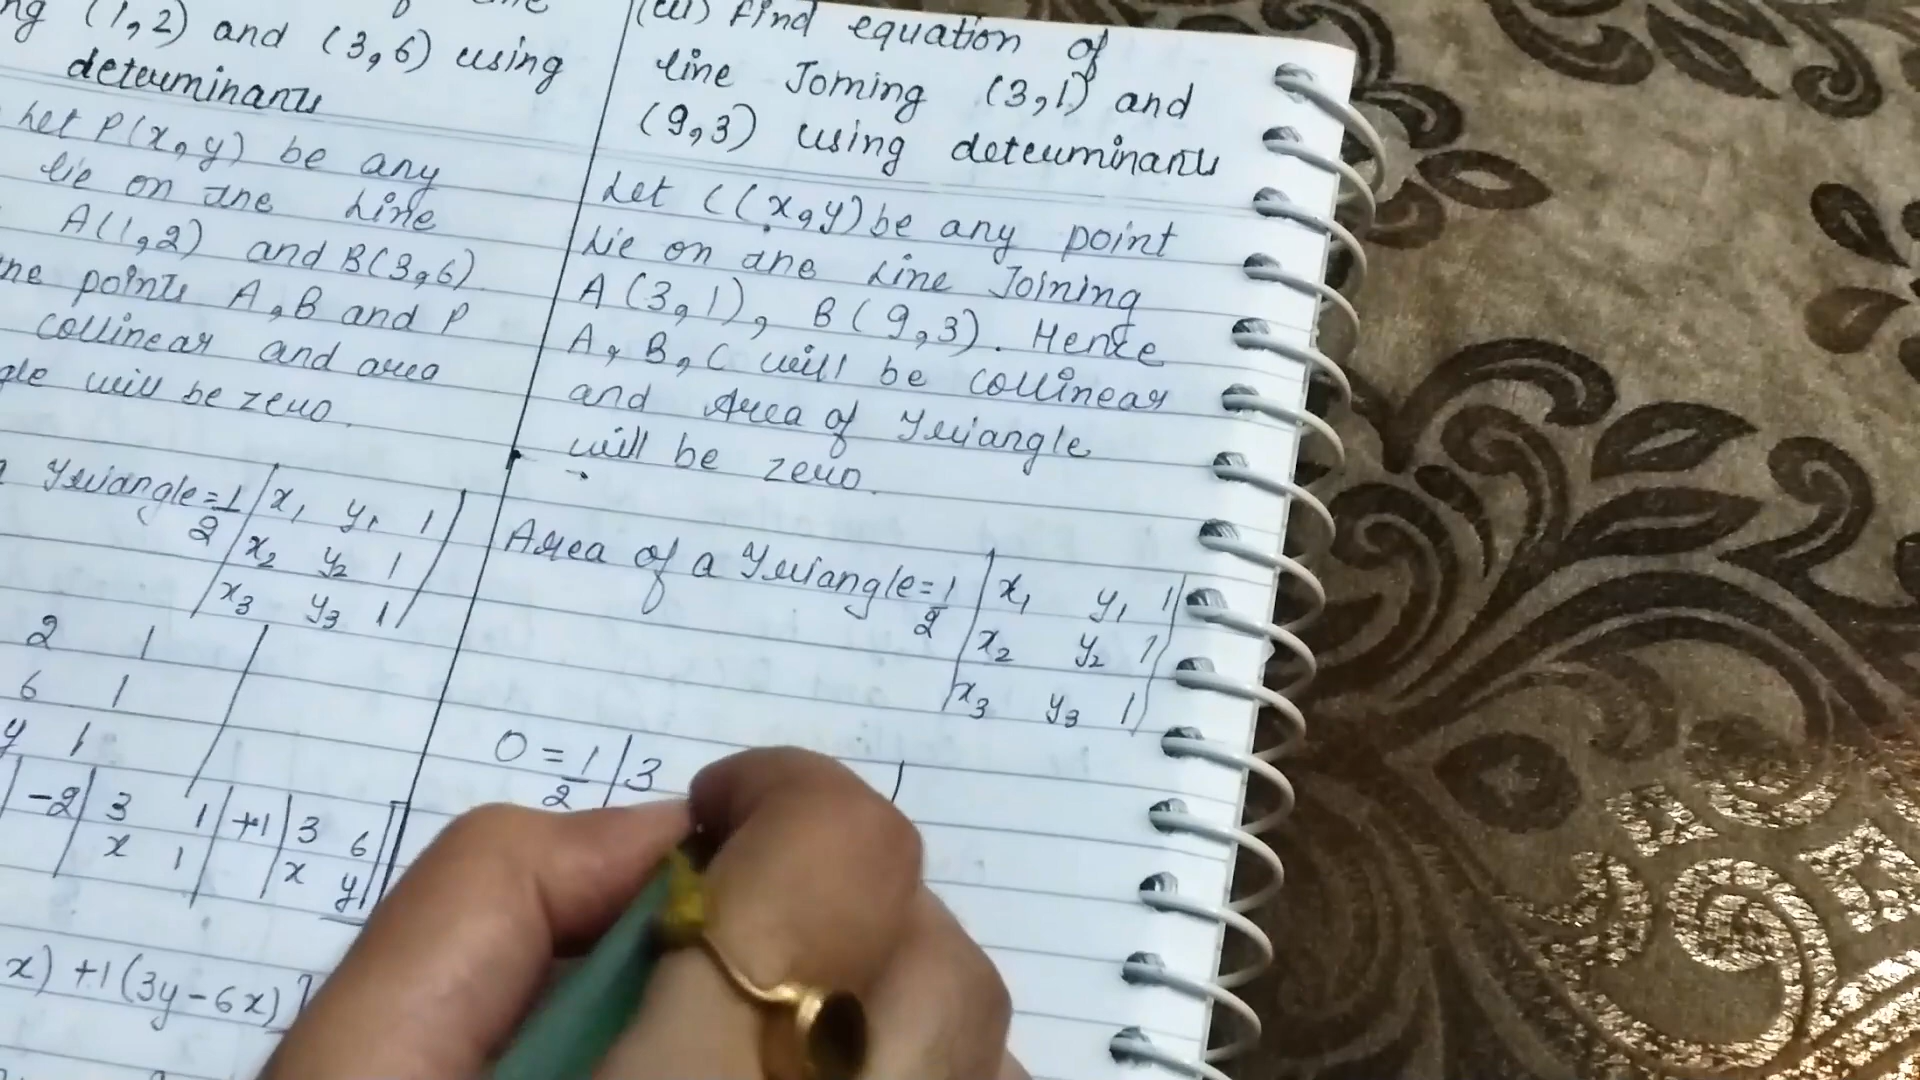 ng (1,2) and (3,6) using
determinants
Let P(x,y) be any
lie on the Line
A(1,2) and B(3,6)
the points A,B and P
collinear and area
gle will be zero.
Triangle=1/2 |x1 y1 1|
|x2 y2 1|
|x3 y3 1|
2 1
6 1
y 1
-2|3 1|+1|3 6|
|x 1| |x y|
x)+1(3y-6x)]
(iii) Find equation of
line Joming (3,1) and
(9,3) using determinants
Let C(x,y) be any point
Lie on the Line Joining
A(3,1), B(9,3). Hence
A, B, C will be collinear
and Area of Triangle
will be zero.
Area of a Triangle=1/2 |x1 y1 1|
|x2 y2 1|
|x3 y3 1|
0=1/2 |3